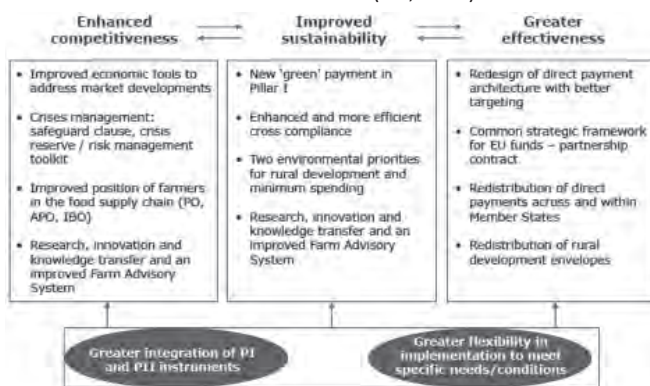 Enhanced competitiveness
Improved sustainability
Greater effectiveness
• Improved economic tools to
address market developments
• Crises management:
safeguard clause, crisis
reserve / risk management
toolkit
• Improved position of farmers
in the food supply chain (PO,
APO, IBO)
• Research, innovation and
knowledge transfer and an
improved Farm Advisory
System
• New 'green' payment in
Pillar I
• Enhanced and more efficient
cross compliance
• Two environmental priorities
for rural development and
minimum spending
• Research, innovation and
knowledge transfer and an
improved Farm Advisory
System
• Redesign of direct payment
architecture with better
targeting
• Common strategic framework
for EU funds – partnership
contract
• Redistribution of direct
payments across and within
Member States
• Redistribution of rural
development envelopes
Greater integration of PI
and PII instruments
Greater flexibility in
implementation to meet
specific needs/conditions